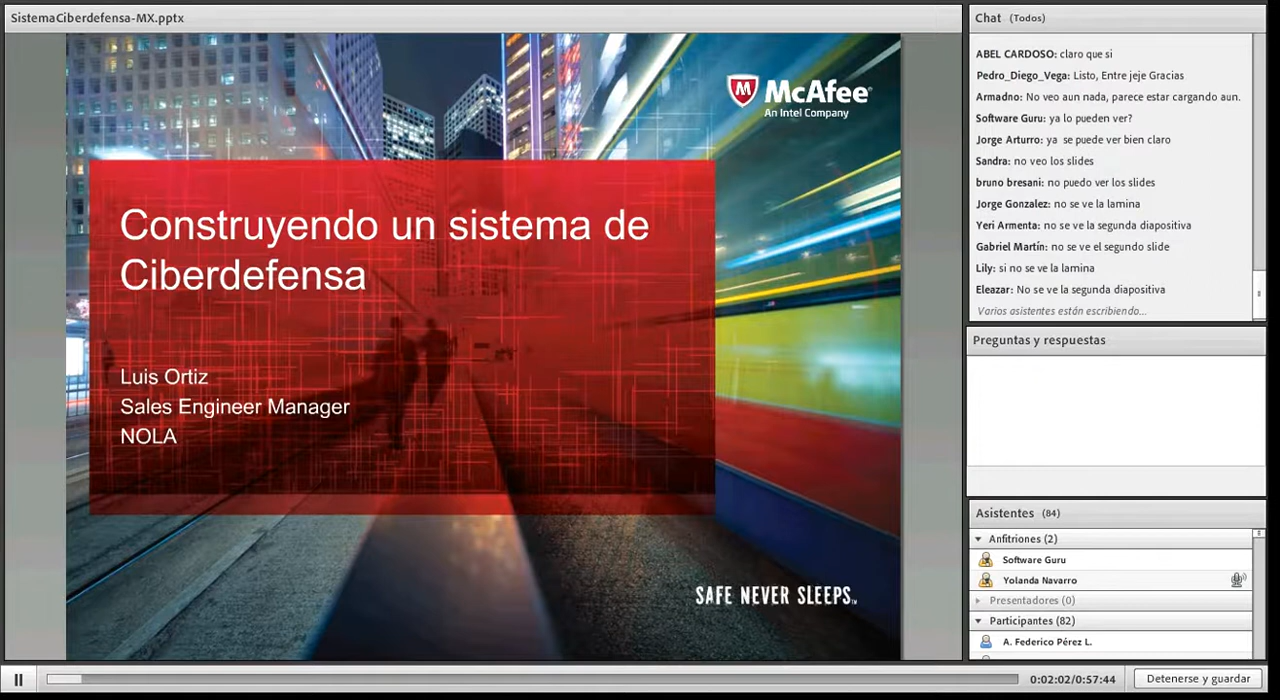 SistemaCiberdefensa-MX.pptx
McAfee
An Intel Company
Construyendo un sistema de
Ciberdefensa
Luis Ortiz
Sales Engineer Manager
NOLA
SAFE NEVER SLEEPS.
Chat (Todos)
ABEL CARDOSO: claro que si
Pedro_Diego_Vega: Listo, Entre jeje Gracias
Armadno: No veo aun nada, parece estar cargando aun.
Software Guru: ya lo pueden ver?
Jorge Arturro: ya se puede ver bien claro
Sandra: no veo los slides
bruno bresani: no puedo ver los slides
Jorge Gonzalez: no se ve la lamina
Yeri Armenta: no se ve la segunda diapositiva
Gabriel Martín: no se ve el segundo slide
Lily: si no se ve la lamina
Eleazar: No se ve la segunda diapositiva
Varios asistentes están escribiendo...
Preguntas y respuestas
Asistentes (84)
Anfitriones (2)
Software Guru
Yolanda Navarro
Presentadores (0)
Participantes (82)
A. Federico Pérez L.
0:02:02/0:57:44
Detenerse y guardar